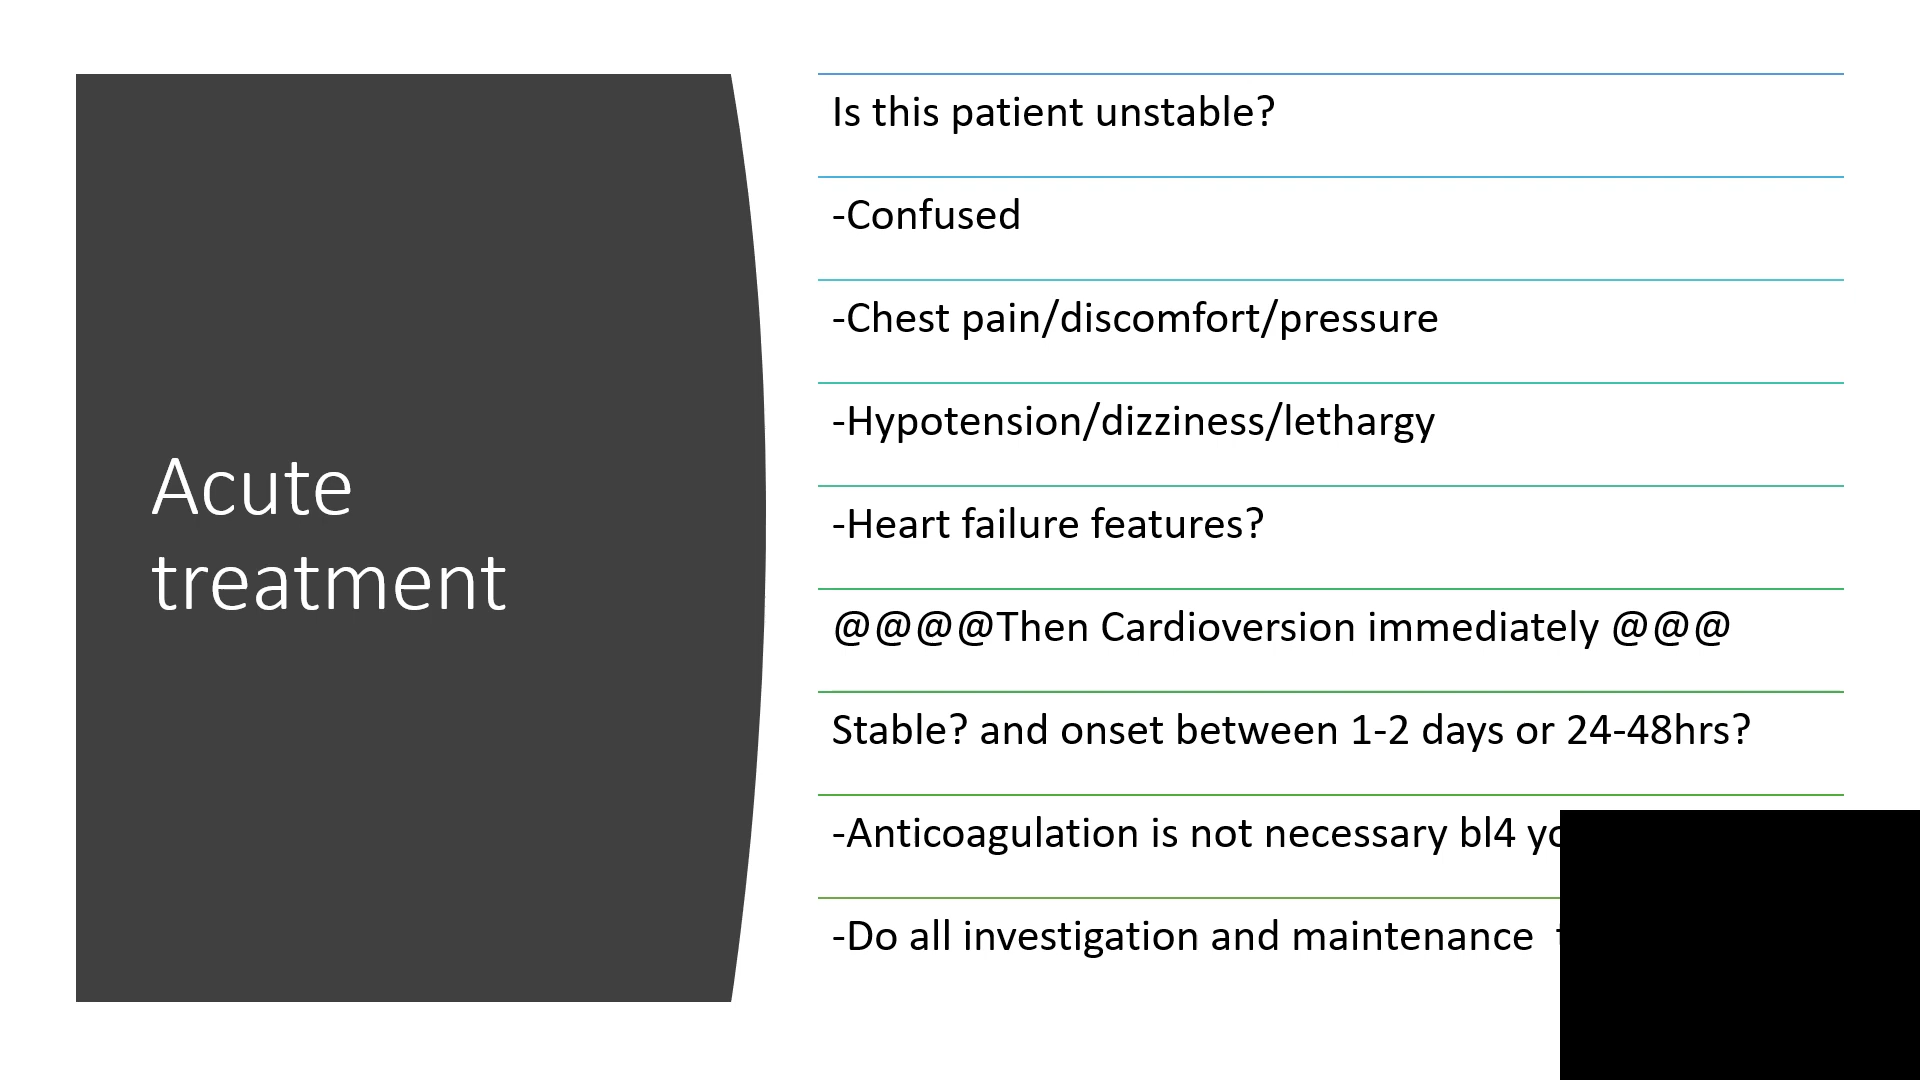 Acute
treatment
Is this patient unstable?
-Confused
-Chest pain/discomfort/pressure
-Hypotension/dizziness/lethargy
-Heart failure features?
@@@@Then Cardioversion immediately @@@
Stable? and onset between 1-2 days or 24-48hrs?
-Anticoagulation is not necessary bl4
-Do all investigation and maintenance